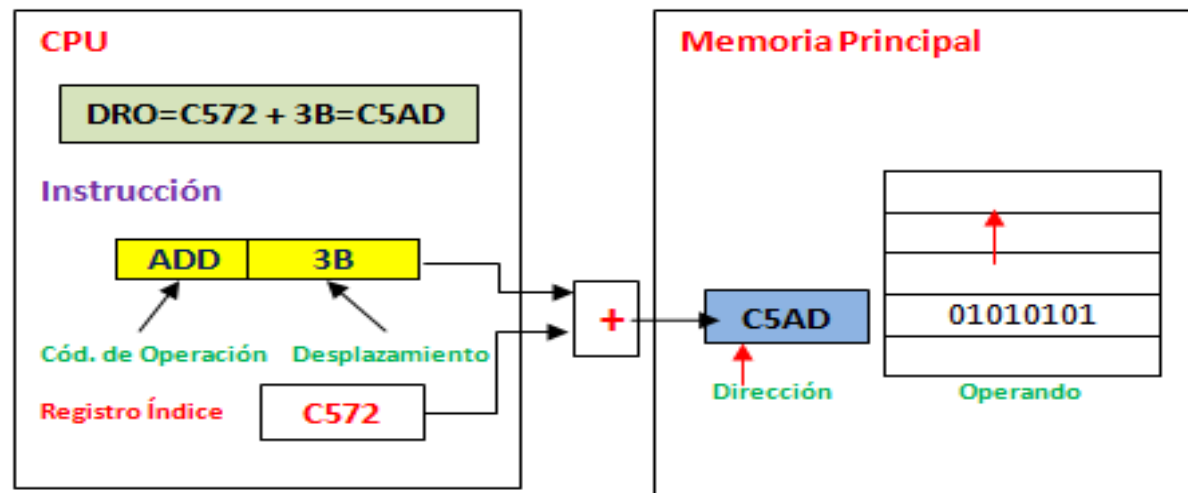 CPU
DRO=C572 + 3B=C5AD
Instrucción
ADD 3B
Cód. de Operación Desplazamiento
Registro Índice C572
+
Memoria Principal
C5AD 01010101
Dirección Operando